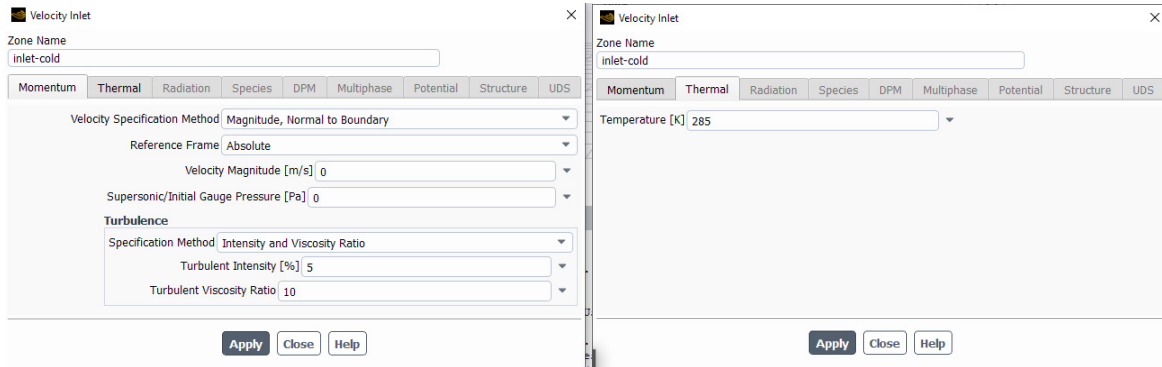 Velocity Inlet
Zone Name
inlet-cold
Momentum Thermal Radiation Species DPM Multiphase Potential Structure UDS
Velocity Specification Method Magnitude, Normal to Boundary
Reference Frame Absolute
Velocity Magnitude [m/s] 0
Supersonic/Initial Gauge Pressure [Pa] 0
Turbulence
Specification Method Intensity and Viscosity Ratio
Turbulent Intensity [%] 5
Turbulent Viscosity Ratio 10
Apply Close Help
Velocity Inlet
Zone Name
inlet-cold
Momentum Thermal Radiation Species DPM Multiphase Potential Structure UDS
Temperature [K] 285
Apply Close Help